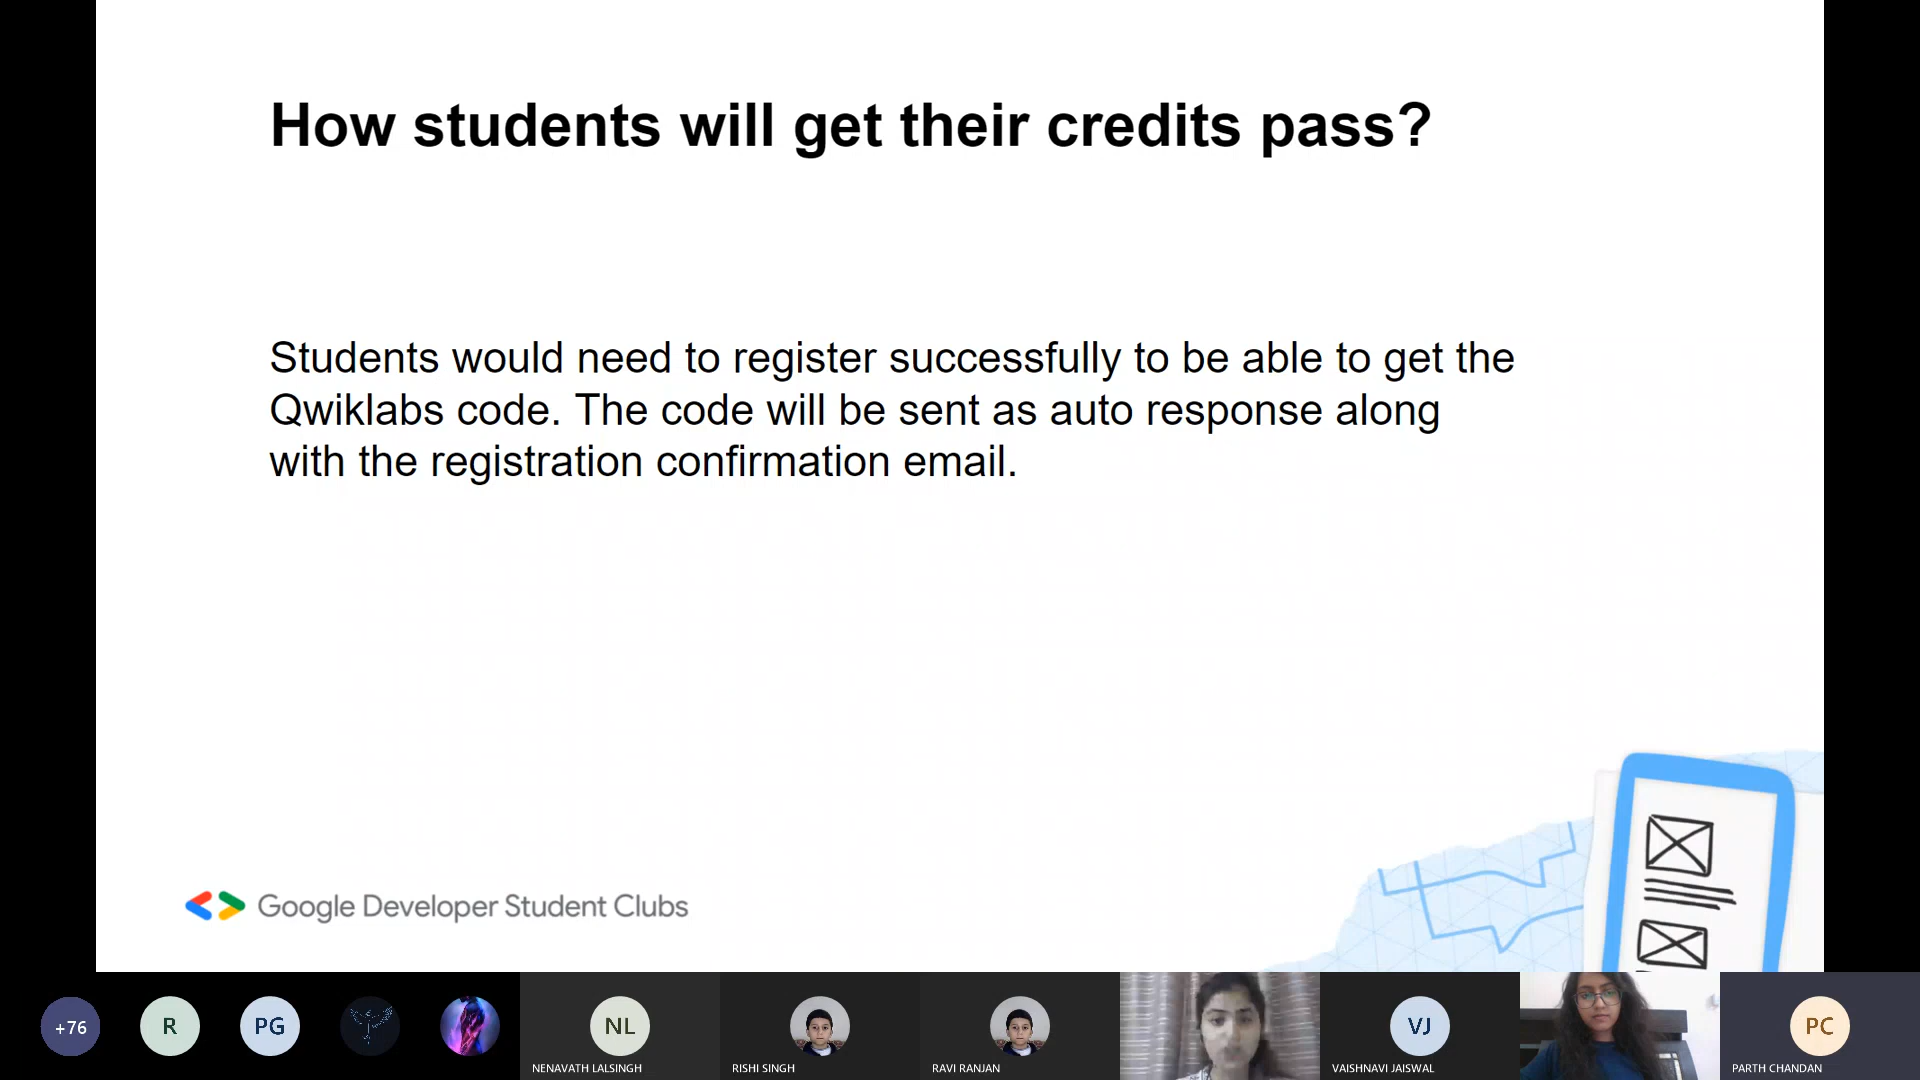 How students will get their credits pass?
Students would need to register successfully to be able to get the
Qwiklabs code. The code will be sent as auto response along
with the registration confirmation email.
Google Developer Student Clubs
+76
R
PG
NL
VJ
PC
NENAVATH LALSINGH
RISHI SINGH
RAVI RANJAN
VAISHNAVI JAISWAL
PARTH CHANDAN